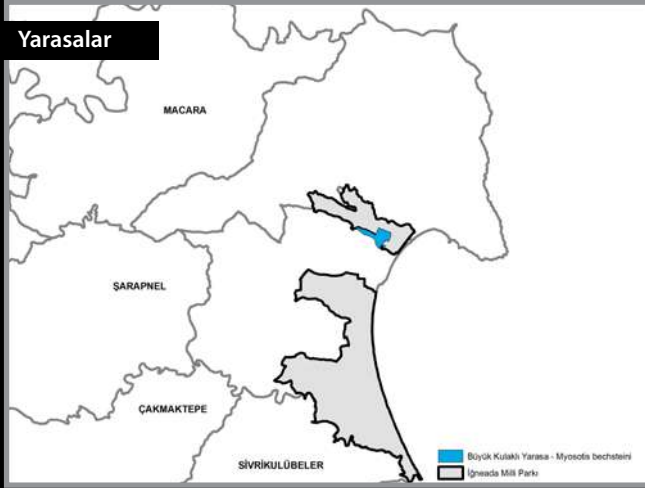 Yarasalar
MACARA
ŞARAPNEL
ÇAKMAKTEPE
SİVRİKULÜBELER
Büyük Kulaklı Yarasa - Myosotis bechsteini
İğneada Milli Parkı